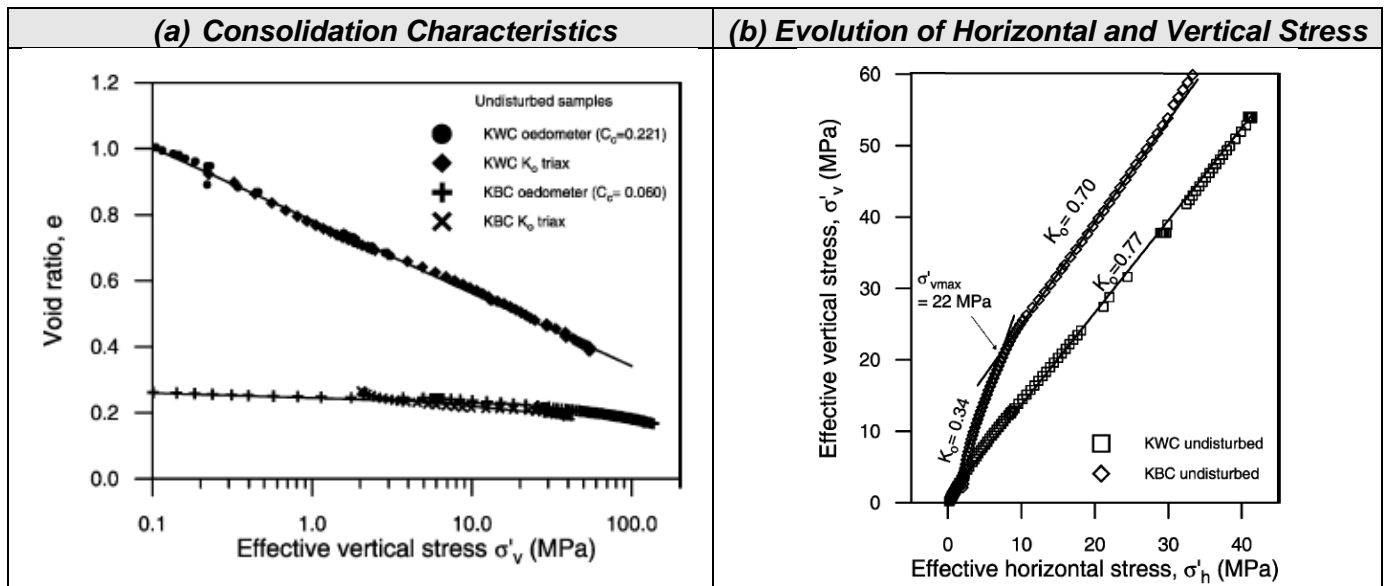 (a) Consolidation Characteristics
(b) Evolution of Horizontal and Vertical Stress
1.2
1.0
0.8
0.6
0.4
0.2
0.0
Void ratio, e
Undisturbed samples
KWC oedometer (Cc=0.221)
KWC Ko triax
KBC oedometer (Cc= 0.060)
KBC Ko triax
0.1
1.0
10.0
100.0
Effective vertical stress σ'v (MPa)
60
50
40
30
20
10
0
Effective vertical stress, σ'v (MPa)
Ko= 0.70
Ko=0.77
σ'vmax
= 22 MPa
Ko= 0.34
KWC undisturbed
KBC undisturbed
0
10
20
30
40
Effective horizontal stress, σ'h (MPa)